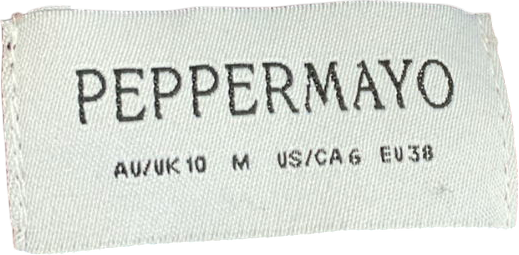 PEPPERMAYO
AU/UK 10 M US/CA 6 EU 38